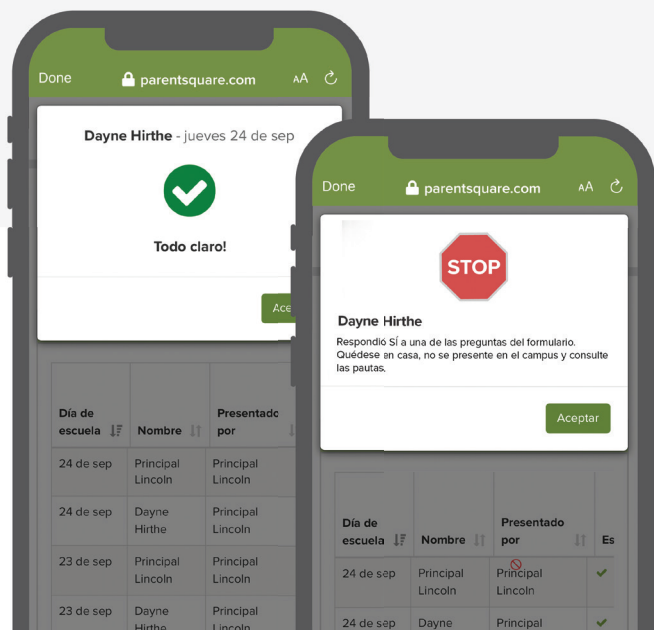 Done
parentsquare.com
AA
Dayne Hirthe - jueves 24 de sep
Todo claro!
Día de
escuela
Nombre
Presentado
por
24 de sep
Principal
Lincoln
Principal
Lincoln
24 de sep
Dayne
Hirthe
Principal
Lincoln
23 de sep
Principal
Lincoln
Principal
Lincoln
23 de sep
Dayne
Hirthe
Principal
Lincoln
Done
parentsquare.com
AA
STOP
Dayne Hirthe
Respondió SÍ a una de las preguntas del formulario.
Quédese en casa, no se presente en el campus y consulte
las pautas.
Aceptar
Día de
escuela
Nombre
Presentado
por
Es
24 de sep
Principal
Lincoln
Principal
Lincoln
24 de sep
Dayne
Principal